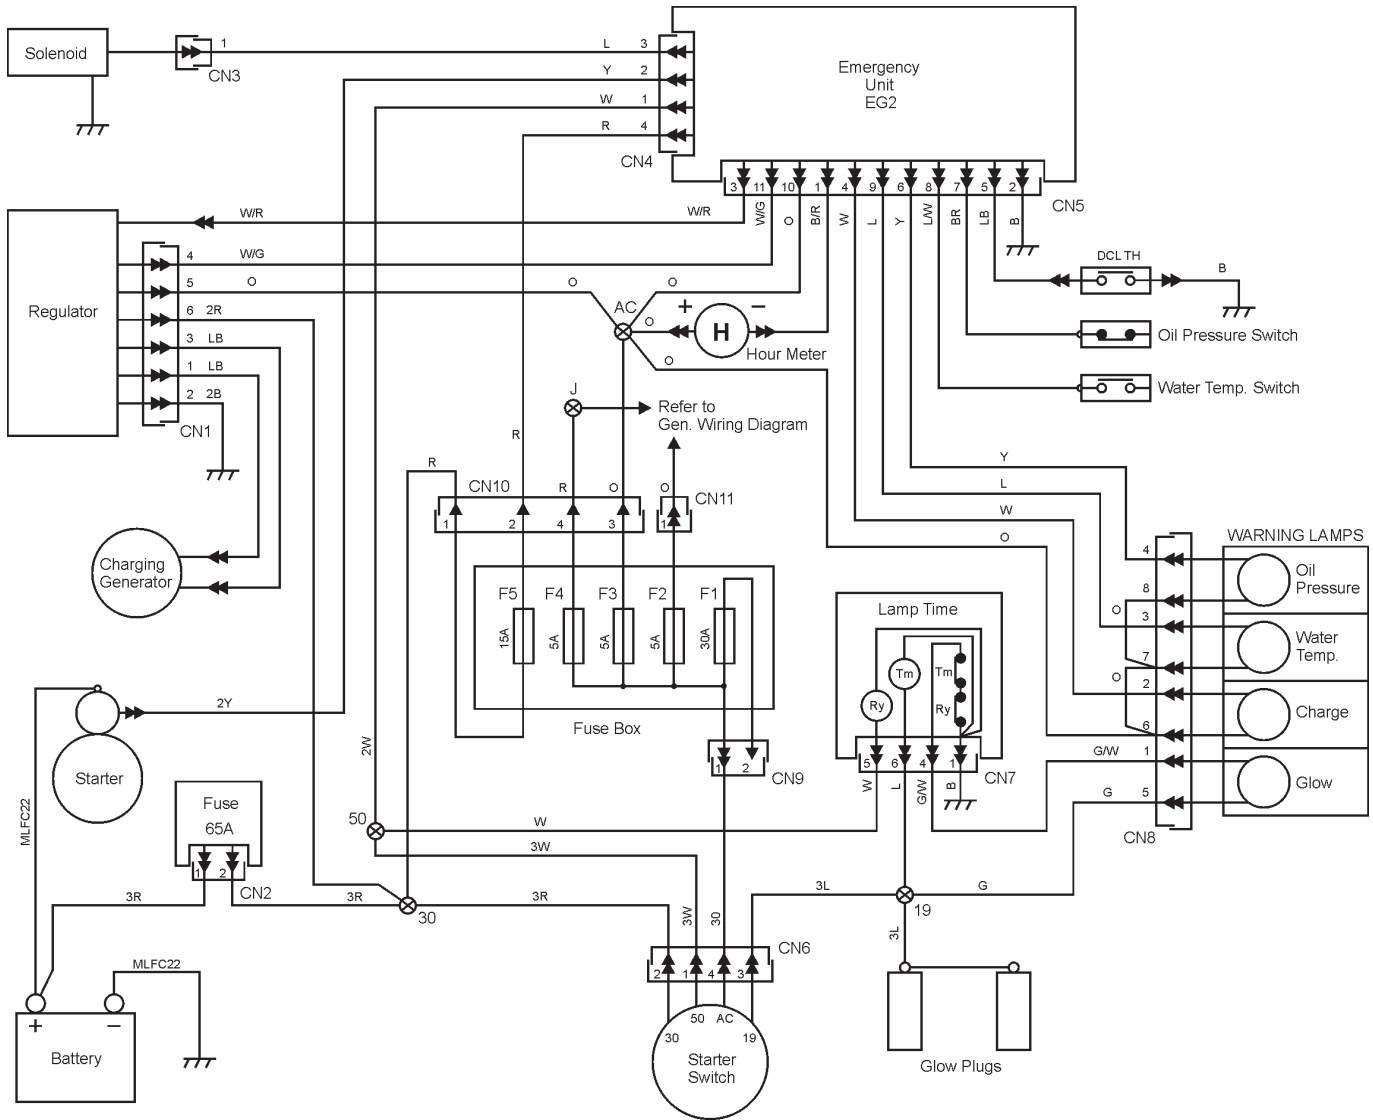 Solenoid
1
CN3
L 3
Y 2
W 1
R 4
CN4
Emergency
Unit
EG2
3 11 10 1 4 9 6 8 7 5 2
CN5
W/R
W/R
W/G
O
B/R
W
L
Y
L/W
BR
LB
B
Regulator
4 W/G
5 O
O
O
6 2R
3 LB
1 LB
2 2B
CN1
AC
O
+
−
H
Hour Meter
O
DCL TH
B
Oil Pressure Switch
Water Temp. Switch
J
Refer to
Gen. Wiring Diagram
R
R
CN10
R
O
O
CN11
1 2 4 3
1
Y
L
W
O
Charging
Generator
F5 F4 F3 F2 F1
15A 5A 5A 5A 30A
Fuse Box
1 2
CN9
Lamp Time
Tm
Ry
Tm
Ry
5 6 4 1
CN7
W
L
G/W
B
WARNING LAMPS
4
8
O
3
7
O
2
6
G/W 1
G 5
CN8
Oil
Pressure
Water
Temp.
Charge
Glow
2Y
Starter
MLFC22
Fuse
65A
1 2
CN2
3R
3R
30
3R
2W
50
W
3W
3W
30
3L
G
19
3L
CN6
2 1 4 3
50 AC
30 19
Starter
Switch
Glow Plugs
MLFC22
+ −
Battery